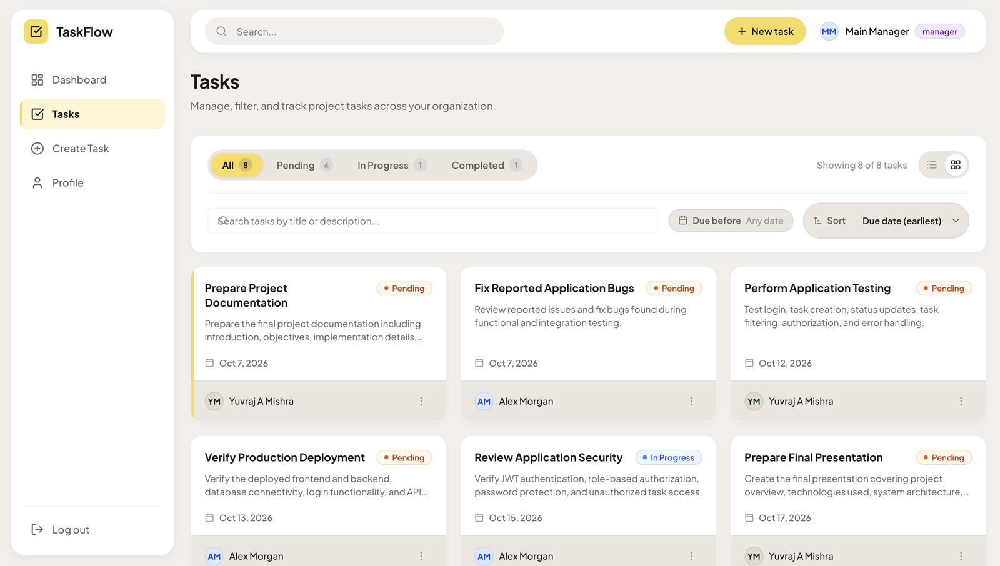 TaskFlow
Dashboard
Tasks
Create Task
Profile
Log out
Search...
+ New task
MM Main Manager manager
Tasks
Manage, filter, and track project tasks across your organization.
All 8 Pending 6 In Progress 1 Completed 1
Showing 8 of 8 tasks
Search tasks by title or description...
Due before Any date
Sort Due date (earliest)
Prepare Project
Documentation
Pending
Prepare the final project documentation including
introduction, objectives, implementation details,...
Oct 7, 2026
YM Yuvraj A Mishra
Fix Reported Application Bugs
Pending
Review reported issues and fix bugs found during
functional and integration testing.
Oct 7, 2026
AM Alex Morgan
Perform Application Testing
Pending
Test login, task creation, status updates, task
filtering, authorization, and error handling.
Oct 12, 2026
YM Yuvraj A Mishra
Verify Production Deployment
Pending
Verify the deployed frontend and backend,
database connectivity, login functionality, and API...
Oct 13, 2026
AM Alex Morgan
Review Application Security
In Progress
Verify JWT authentication, role-based authorization,
password protection, and unauthorized task access.
Oct 15, 2026
AM Alex Morgan
Prepare Final Presentation
Pending
Create the final presentation covering project
overview, technologies used, system architecture,...
Oct 17, 2026
YM Yuvraj A Mishra